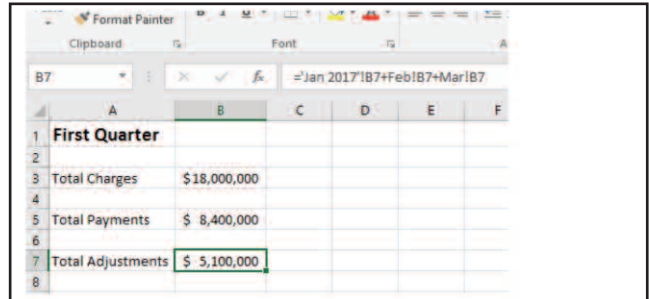 Format Painter
Clipboard Font A
B7 fx ='Jan 2017'!B7+Feb!B7+Mar!B7
A B C D E F
1 First Quarter
2
3 Total Charges $18,000,000
4
5 Total Payments $ 8,400,000
6
7 Total Adjustments $ 5,100,000
8